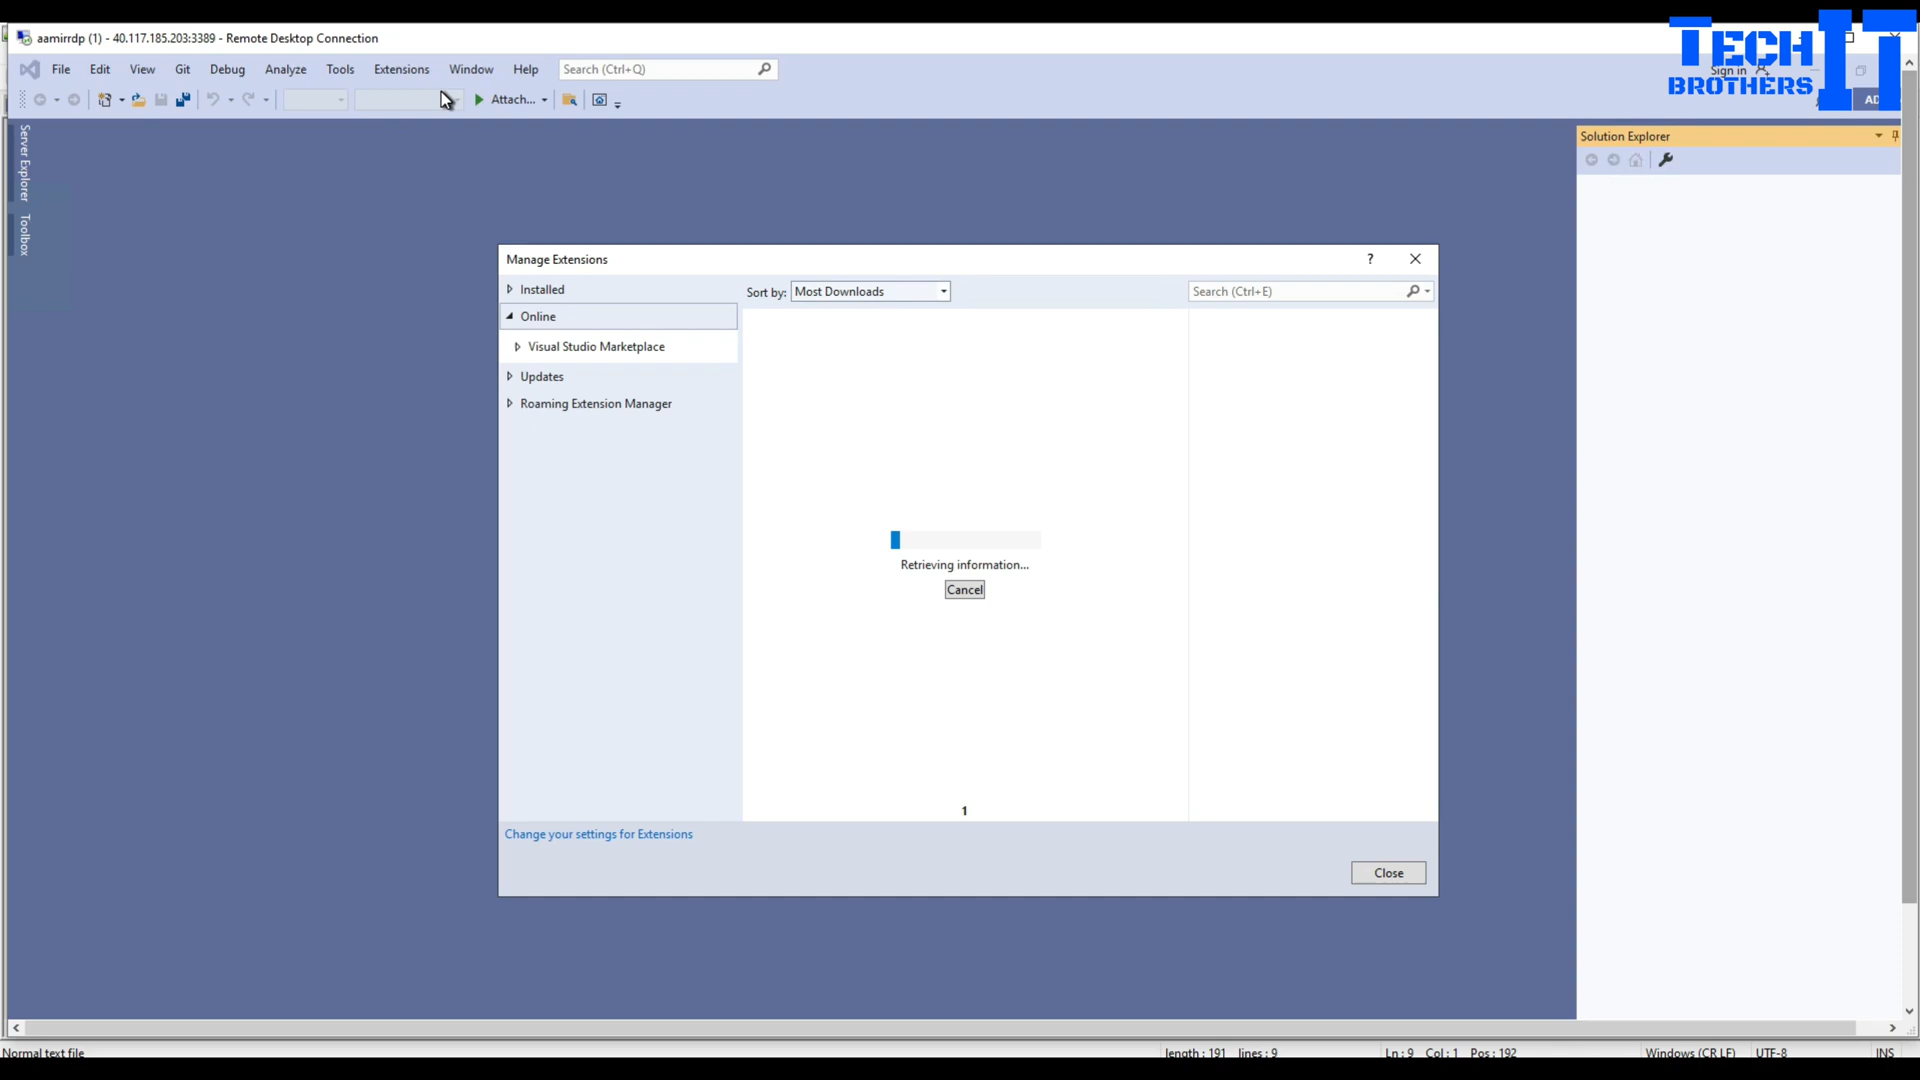 aamirrdp (1) - 40.117.185.203:3389 - Remote Desktop Connection
TECH IT
BROTHERS
File Edit View Git Debug Analyze Tools Extensions Window Help Search (Ctrl+Q)
Sign in
Attach...
AD
Server Explorer
Toolbox
Solution Explorer
Manage Extensions ?
Installed
Sort by: Most Downloads
Search (Ctrl+E)
Online
Visual Studio Marketplace
Updates
Roaming Extension Manager
Retrieving information...
Cancel
1
Change your settings for Extensions
Close
Normal text file
length : 191 lines : 9
Ln : 9 Col : 1 Pos : 192
Windows (CR LF)
UTF-8
INS